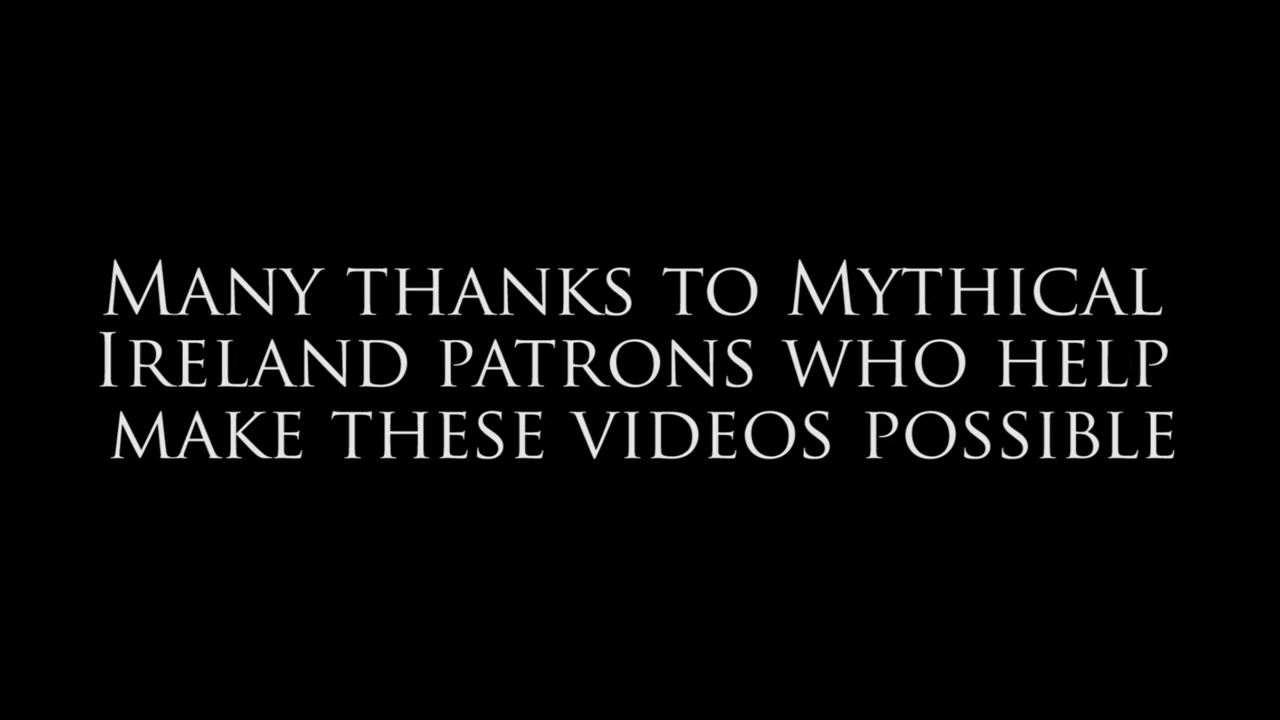 Many thanks to Mythical
Ireland patrons who help
make these videos possible